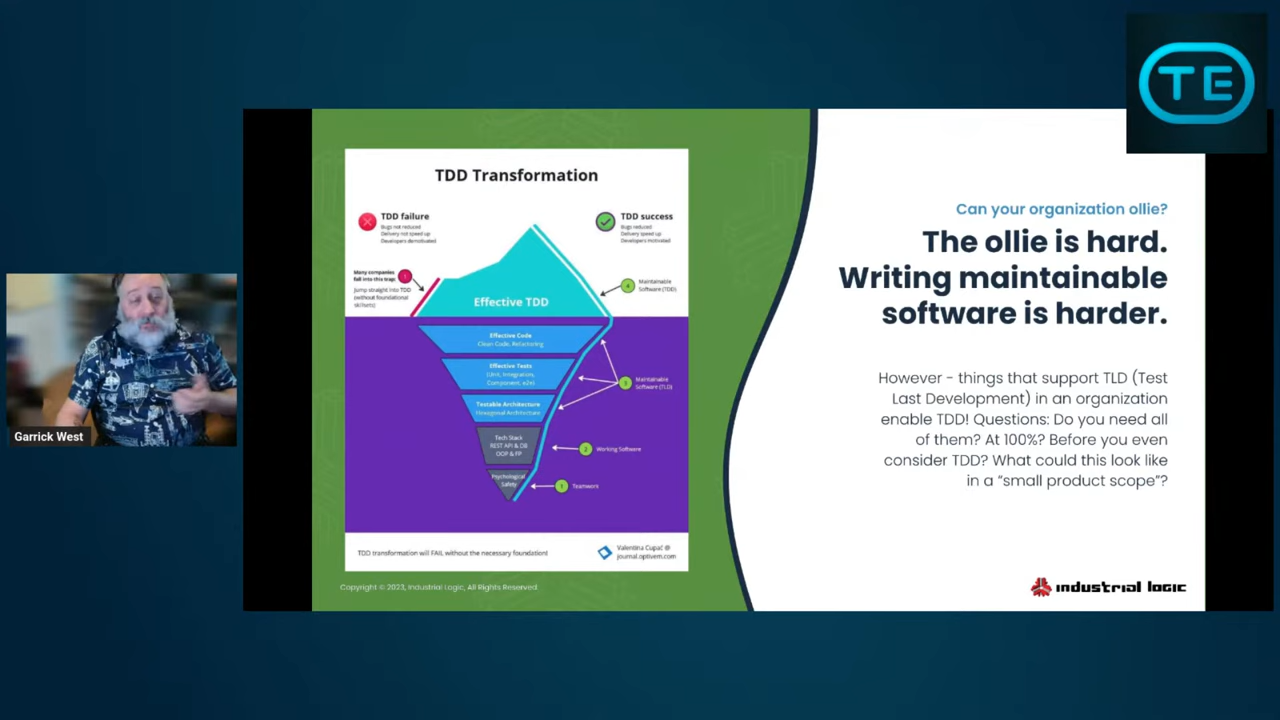 TE
TDD Transformation
TDD failure
Bugs not reduced
Delivery not speed up
Developers demotivated
TDD success
Bugs reduced
Delivery speed up
Developers motivated
Many companies
fall into this trap:
Jump straight into TDD
(without foundational
skillsets)
4
Maintainable
Software (TDD)
Effective TDD
Effective Code
Clean Code, Refactoring
Effective Tests
(Unit, Integration,
Component, e2e)
3
Maintainable
Software (TLD)
Testable Architecture
Hexagonal Architecture
Tech Stack
REST API & DB
OOP & FP
2
Working Software
Psychological
Safety
1
Teamwork
TDD transformation will FAIL without the necessary foundation!
Valentina Cupać @
journal.optivem.com
Copyright © 2023, Industrial Logic, All Rights Reserved
Can your organization ollie?
The ollie is hard.
Writing maintainable
software is harder.
However - things that support TLD (Test
Last Development) in an organization
enable TDD! Questions: Do you need all
of them? At 100%? Before you even
consider TDD? What could this look like
in a “small product scope”?
industrial logic
Garrick West